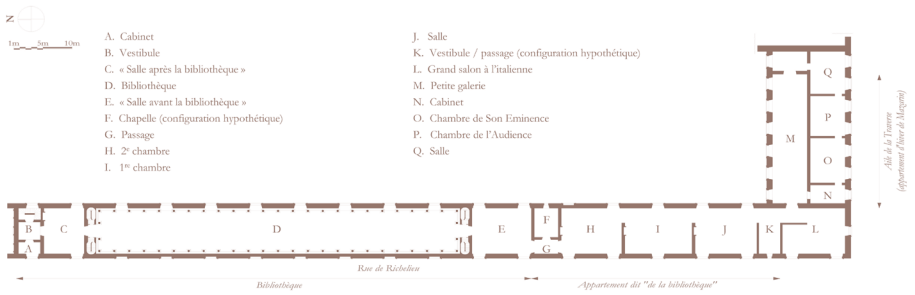 N
1m 5m 10m
A. Cabinet
B. Vestibule
C. « Salle après la bibliothèque »
D. Bibliothèque
E. « Salle avant la bibliothèque »
F. Chapelle (configuration hypothétique)
G. Passage
H. 2e chambre
I. 1re chambre
J. Salle
K. Vestibule / passage (configuration hypothétique)
L. Grand salon à l'italienne
M. Petite galerie
N. Cabinet
O. Chambre de Son Eminence
P. Chambre de l'Audience
Q. Salle
Q
P
M
O
N
Aile de la Traverse
(appartement d'hiver de Mazarin)
B
A
C
D
E
F
G
H
I
J
K
L
Rue de Richelieu
Bibliothèque
Appartement dit "de la bibliothèque"